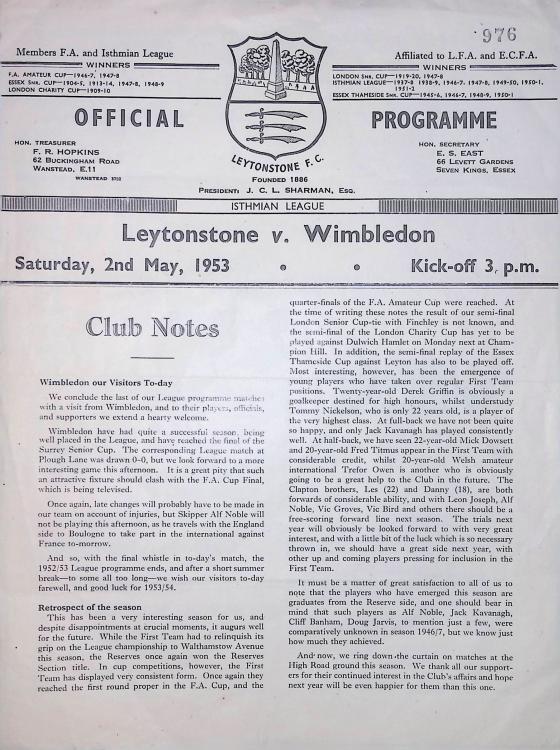 976
Members F.A. and Isthmian League
WINNERS
F.A. AMATEUR CUP—1946-7, 1947-8
ESSEX SNR. CUP—1904-5, 1913-14, 1947-8, 1948-9
LONDON CHARITY CUP—1909-10
Affiliated to L.F.A. and E.C.F.A.
WINNERS
LONDON SNR. CUP—1919-20, 1947-8
ISTHMIAN LEAGUE—1937-8 1938-9, 1946-7, 1947-8, 1949-50, 1950-1,
1951-2
ESSEX THAMESIDE SNR. CUP—1945-6, 1946-7, 1948-9, 1950-1
OFFICIAL
PROGRAMME
HON. TREASURER
F. R. HOPKINS
62 BUCKINGHAM ROAD
WANSTEAD, E.11
WANSTEAD
HON. SECRETARY
E. S. EAST
66 LEVETT GARDENS
SEVEN KINGS, ESSEX
LEYTONSTONE F.C.
FOUNDED 1886
PRESIDENT: J. C. L. SHARMAN, ESQ.
ISTHMIAN LEAGUE
Leytonstone v. Wimbledon
Saturday, 2nd May, 1953 • • Kick-off 3, p.m.
Club Notes
Wimbledon our Visitors To-day
We conclude the last of our League programme matches
with a visit from Wimbledon, and to their players, officials,
and supporters we extend a hearty welcome.
Wimbledon have had quite a successful season, being
well placed in the League, and have reached the final of the
Surrey Senior Cup. The corresponding League match at
Plough Lane was drawn 0-0, but we look forward to a more
interesting game this afternoon. It is a great pity that such
an attractive fixture should clash with the F.A. Cup Final,
which is being televised.
Once again, late changes will probably have to be made in
our team on account of injuries, but Skipper Alf Noble will
not be playing this afternoon, as he travels with the England
side to Boulogne to take part in the international against
France to-morrow.
And so, with the final whistle in to-day's match, the
1952/53 League programme ends, and after a short summer
break—to some all too long—we wish our visitors to-day
farewell, and good luck for 1953/54.
Retrospect of the season
This has been a very interesting season for us, and
despite disappointments at crucial moments, it augurs well
for the future. While the First Team had to relinquish its
grip on the League championship to Walthamstow Avenue
this season, the Reserves once again won the Reserves
Section title. In cup competitions, however, the First
Team has displayed very consistent form. Once again they
reached the first round proper in the F.A. Cup, and the
quarter-finals of the F.A. Amateur Cup were reached. At
the time of writing these notes the result of our semi-final
London Senior Cup-tie with Finchley is not known, and
the semi-final of the London Charity Cup has yet to be
played against Dulwich Hamlet on Monday next at Cham-
pion Hill. In addition, the semi-final replay of the Essex
Thameside Cup against Leyton has also to be played off.
Most interesting, however, has been the emergence of
young players who have taken over regular First Team
positions. Twenty-year-old Derek Griffin is obviously a
goalkeeper destined for high honours, whilst understudy
Tommy Nickelson, who is only 22 years old, is a player of
the very highest class. At full-back we have not been quite
so happy, and only Jack Kavanagh has played consistently
well. At half-back, we have seen 22-year-old Mick Dowsett
and 20-year-old Fred Titmus appear in the First Team with
considerable credit, whilst 20-year-old Welsh amateur
international Trefor Owen is another who is obviously
going to be a great help to the Club in the future. The
Clapton brothers, Les (22) and Danny (18), are both
forwards of considerable ability, and with Leon Joseph, Alf
Noble, Vic Groves, Vic Bird and others there should be a
free-scoring forward line next season. The trials next
year will obviously be looked forward to with very great
interest, and with a little bit of the luck which is so necessary
thrown in, we should have a great side next year, with
other up and coming players pressing for inclusion in the
First Team.
It must be a matter of great satisfaction to all of us to
note that the players who have emerged this season are
graduates from the Reserve side, and one should bear in
mind that such players as Alf Noble, Jack Kavanagh,
Cliff Banham, Doug Jarvis, to mention just a few, were
comparatively unknown in season 1946/7, but we know just
how much they achieved.
And now, we ring down the curtain on matches at the
High Road ground this season. We thank all our support-
ers for their continued interest in the Club's affairs and hope
next year will be even happier for them than this one.